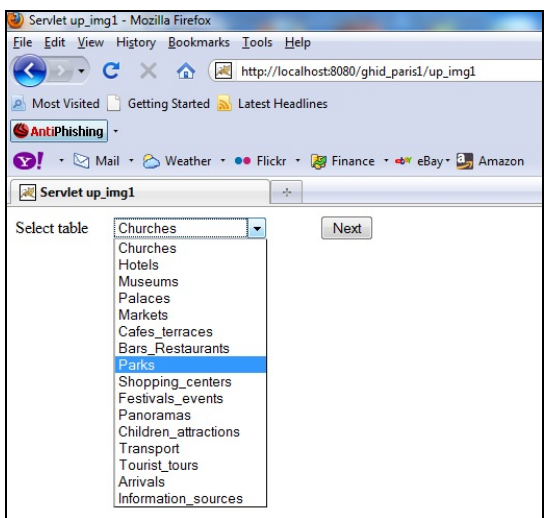 Servlet up_img1 - Mozilla Firefox
File Edit View History Bookmarks Tools Help
http://localhost:8080/ghid_paris1/up_img1
Most Visited Getting Started Latest Headlines
AntiPhishing
Y! Mail Weather Flickr Finance eBay Amazon
Servlet up_img1
Select table Churches Next
Churches
Hotels
Museums
Palaces
Markets
Cafes_terraces
Bars_Restaurants
Parks
Shopping_centers
Festivals_events
Panoramas
Children_attractions
Transport
Tourist_tours
Arrivals
Information_sources